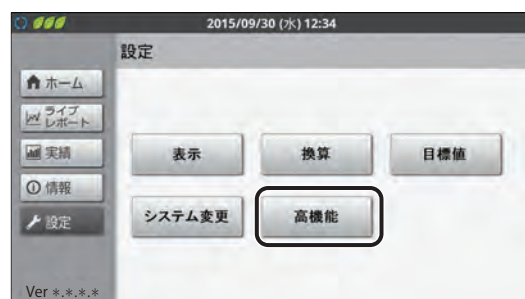 2015/09/30 (水) 12:34
設定
ホーム
ライブ
レポート
実績
情報
設定
表示
換算
目標値
システム変更
高機能
Ver *.*.*.*